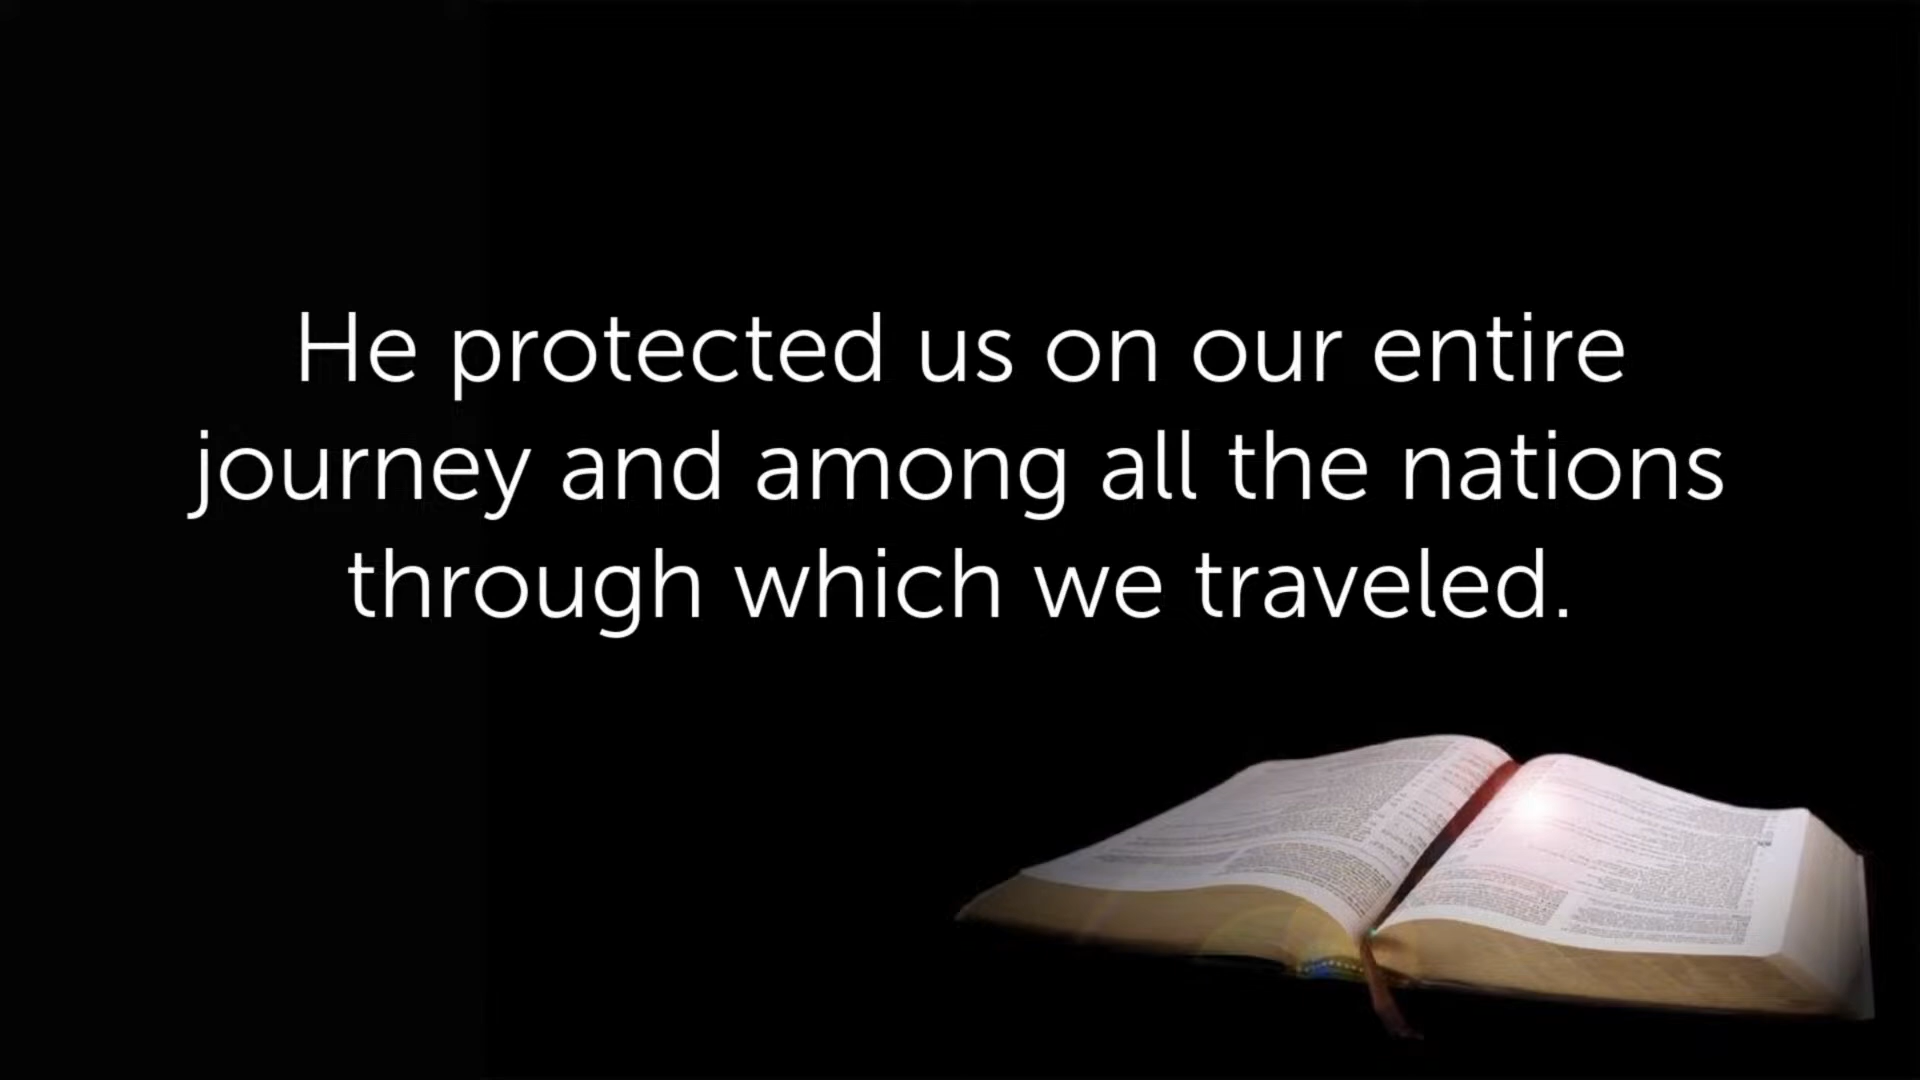 He protected us on our entire
journey and among all the nations
through which we traveled.